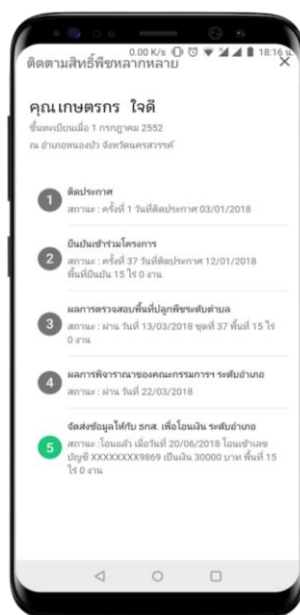 0.00 K/s 18:16 น.
ติดตามสิทธิ์พืชหลากหลาย
คุณเกษตรกร ใจดี
ขึ้นทะเบียนเมื่อ 1 กรกฎาคม 2552
ณ อำเภอหนองบัว จังหวัดนครสวรรค์
1 ติดประกาศ
สถานะ : ครั้งที่ 1 วันที่ติดประกาศ 03/01/2018
2 ยืนยันเข้าร่วมโครงการ
สถานะ : ครั้งที่ 37 วันที่ติดประกาศ 12/01/2018
พื้นที่ยืนยัน 15 ไร่ 0 งาน
3 ผลการตรวจสอบพื้นที่ปลูกพืชระดับตำบล
สถานะ : ผ่าน วันที่ 13/03/2018 ชุดที่ 37 พื้นที่ 15 ไร่
0 งาน
4 ผลการพิจารณาของคณะกรรมการฯ ระดับอำเภอ
สถานะ : ผ่าน วันที่ 22/03/2018
5 จัดส่งข้อมูลให้กับ ธกส. เพื่อโอนเงิน ระดับอำเภอ
สถานะ : โอนแล้ว เมื่อวันที่ 20/06/2018 โอนเข้าเลข
บัญชี XXXXXXXX9869 เป็นเงิน 30000 บาท พื้นที่ 15
ไร่ 0 งาน